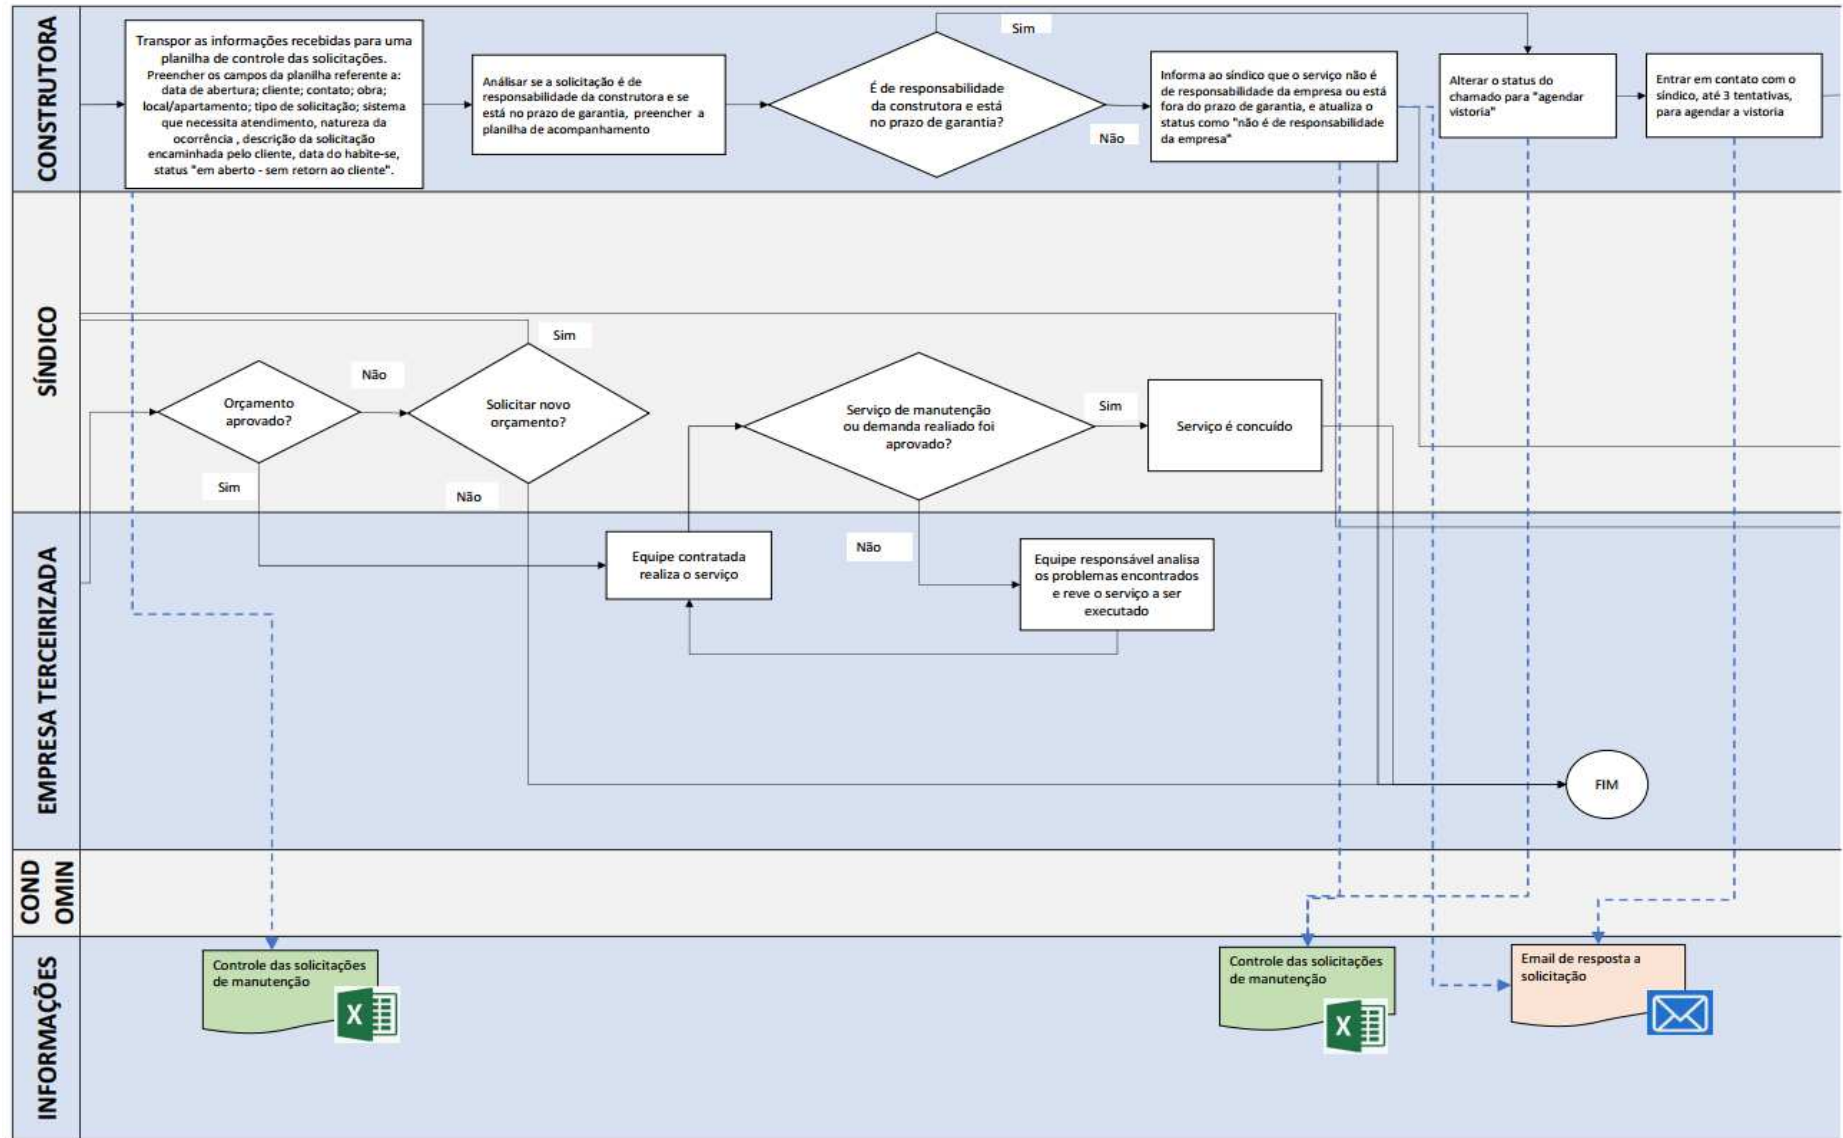 CONSTRUTORA
Transpor as informações recebidas para uma
planilha de controle das solicitações.
Preencher os campos da planilha referente a:
data de abertura; cliente; contato; obra;
local/apartamento; tipo de solicitação; sistema
que necessita atendimento, natureza da
ocorrência , descrição da solicitação
encaminhada pelo cliente, data do habite-se,
status "em aberto - sem retorn ao cliente".
Análisar se a solicitação é de
responsabilidade da construtora e se
está no prazo de garantia, preencher a
planilha de acompanhamento
É de responsabilidade
da construtora e está
no prazo de garantia?
Sim
Não
Informa ao síndico que o serviço não é
de responsabilidade da empresa ou está
fora do prazo de garantia, e atualiza o
status como "não é de responsabilidade
da empresa"
Alterar o status do
chamado para "agendar
vistoria"
Entrar em contato com o
síndico, até 3 tentativas,
para agendar a vistoria
SÍNDICO
Orçamento
aprovado?
Não
Sim
Solicitar novo
orçamento?
Sim
Não
Serviço de manutenção
ou demanda realiado foi
aprovado?
Sim
Não
Serviço é concuído
EMPRESA TERCEIRIZADA
Equipe contratada
realiza o serviço
Equipe responsável analisa
os problemas encontrados
e reve o serviço a ser
executado
FIM
COND
OMIN
INFORMAÇÕES
Controle das solicitações
de manutenção
X
Controle das solicitações
de manutenção
X
Email de resposta a
solicitação